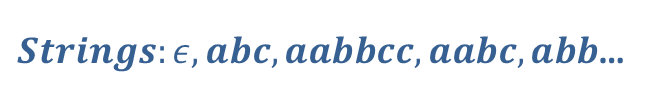 Strings: ϵ, abc, aabbcc, aabc, abb...